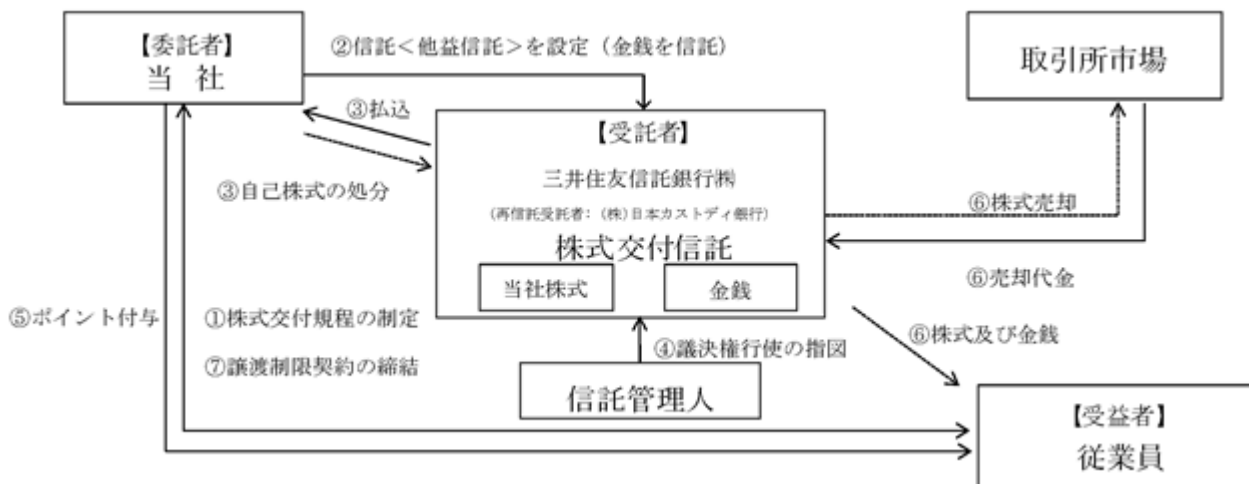 【委託者】
当 社
②信託<他益信託>を設定(金銭を信託)
取引所市場
③払込
③自己株式の処分
【受託者】
三井住友信託銀行㈱
(再信託受託者:(株)日本カストディ銀行)
株式交付信託
当社株式
金銭
⑥株式売却
⑥売却代金
⑤ポイント付与
①株式交付規程の制定
⑦譲渡制限契約の締結
④議決権行使の指図
⑥株式及び金銭
信託管理人
【受益者】
従業員